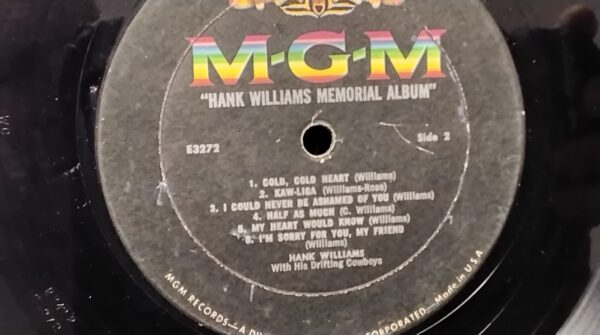 M-G-M
"HANK WILLIAMS MEMORIAL ALBUM"
E3272
Side 2
1. COLD, COLD HEART (Williams)
2. KAW-LIGA (Williams-Rose)
3. I COULD NEVER BE ASHAMED OF YOU (Williams)
4. HALF AS MUCH (C. Williams)
5. MY HEART WOULD KNOW (Williams)
6. I'M SORRY FOR YOU, MY FRIEND
(Williams)
HANK WILLIAMS
With His Drifting Cowboys
MGM RECORDS—A DIV CORPORATED—Made in U.S.A.